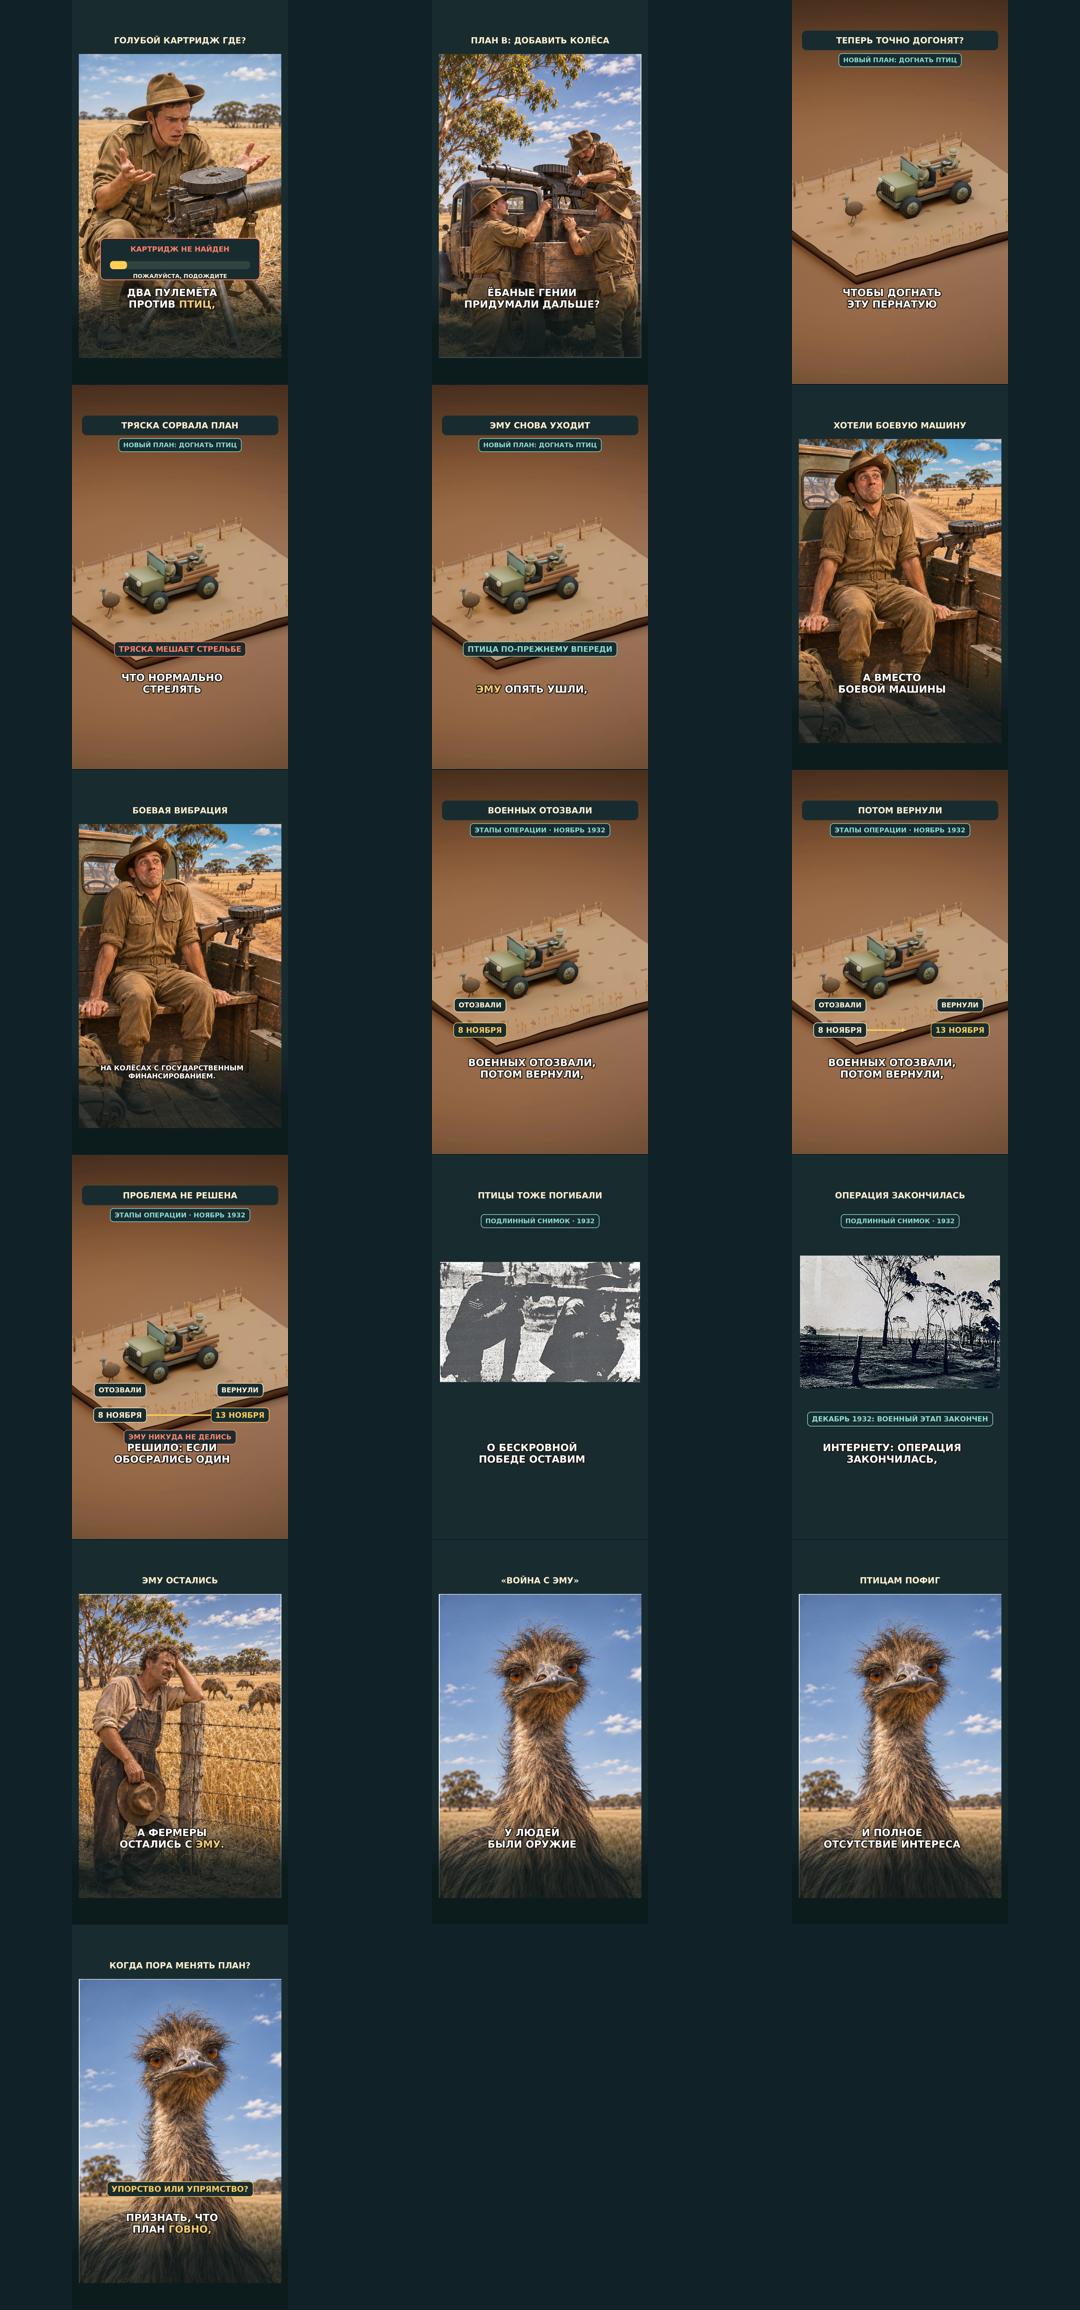 ГОЛУБОЙ КАРТРИДЖ ГДЕ?
КАРТРИДЖ НЕ НАЙДЕН
ПОЖАЛУЙСТА, ПОДОЖДИТЕ
ДВА ПУЛЕМЁТА
ПРОТИВ ПТИЦ,
ПЛАН B: ДОБАВИТЬ КОЛЁСА
ЁБАНЫЕ ГЕНИИ
ПРИДУМАЛИ ДАЛЬШЕ?
ТЕПЕРЬ ТОЧНО ДОГОНЯТ?
НОВЫЙ ПЛАН: ДОГНАТЬ ПТИЦ
ЧТОБЫ ДОГНАТЬ
ЭТУ ПЕРНАТУЮ
ТРЯСКА СОРВАЛА ПЛАН
НОВЫЙ ПЛАН: ДОГНАТЬ ПТИЦ
ТРЯСКА МЕШАЕТ СТРЕЛЬБЕ
ЧТО НОРМАЛЬНО
СТРЕЛЯТЬ
ЭМУ СНОВА УХОДИТ
НОВЫЙ ПЛАН: ДОГНАТЬ ПТИЦ
ПТИЦА ПО-ПРЕЖНЕМУ ВПЕРЕДИ
ЭМУ ОПЯТЬ УШЛИ,
ХОТЕЛИ БОЕВУЮ МАШИНУ
А ВМЕСТО
БОЕВОЙ МАШИНЫ
БОЕВАЯ ВИБРАЦИЯ
НА КОЛЁСАХ С ГОСУДАРСТВЕННЫМ
ФИНАНСИРОВАНИЕМ.
ВОЕННЫХ ОТОЗВАЛИ
ЭТАПЫ ОПЕРАЦИИ · НОЯБРЬ 1932
ОТОЗВАЛИ
8 НОЯБРЯ
ВОЕННЫХ ОТОЗВАЛИ,
ПОТОМ ВЕРНУЛИ,
ПОТОМ ВЕРНУЛИ
ЭТАПЫ ОПЕРАЦИИ · НОЯБРЬ 1932
ОТОЗВАЛИ ВЕРНУЛИ
8 НОЯБРЯ 13 НОЯБРЯ
ВОЕННЫХ ОТОЗВАЛИ,
ПОТОМ ВЕРНУЛИ,
ПРОБЛЕМА НЕ РЕШЕНА
ЭТАПЫ ОПЕРАЦИИ · НОЯБРЬ 1932
ОТОЗВАЛИ ВЕРНУЛИ
8 НОЯБРЯ 13 НОЯБРЯ
ЭМУ НИКУДА НЕ ДЕЛИСЬ
РЕШИЛО: ЕСЛИ
ОБОСРАЛИСЬ ОДИН
ПТИЦЫ ТОЖЕ ПОГИБАЛИ
ПОДЛИННЫЙ СНИМОК · 1932
О БЕСКРОВНОЙ
ПОБЕДЕ ОСТАВИМ
ОПЕРАЦИЯ ЗАКОНЧИЛАСЬ
ПОДЛИННЫЙ СНИМОК · 1932
ДЕКАБРЬ 1932: ВОЕННЫЙ ЭТАП ЗАКОНЧЕН
ИНТЕРНЕТУ: ОПЕРАЦИЯ
ЗАКОНЧИЛАСЬ,
ЭМУ ОСТАЛИСЬ
А ФЕРМЕРЫ
ОСТАЛИСЬ С ЭМУ.
«ВОЙНА С ЭМУ»
У ЛЮДЕЙ
БЫЛИ ОРУЖИЕ
ПТИЦАМ ПОФИГ
И ПОЛНОЕ
ОТСУТСТВИЕ ИНТЕРЕСА
КОГДА ПОРА МЕНЯТЬ ПЛАН?
УПОРСТВО ИЛИ УПРЯМСТВО?
ПРИЗНАТЬ, ЧТО
ПЛАН ГОВНО,